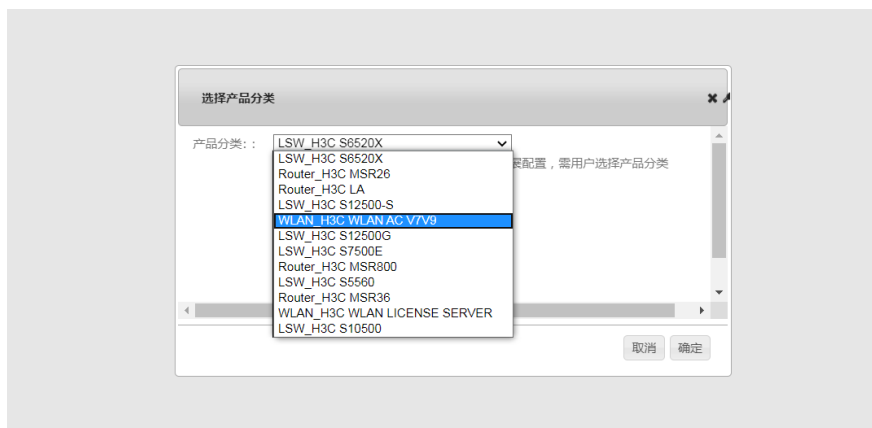 选择产品分类
产品分类: :
LSW_H3C S6520X
LSW_H3C S6520X
配置，需用户选择产品分类
Router_H3C MSR26
Router_H3C LA
LSW_H3C S12500-S
WLAN_H3C WLAN AC V7V9
LSW_H3C S12500G
LSW_H3C S7500E
Router_H3C MSR800
LSW_H3C S5560
Router_H3C MSR36
WLAN_H3C WLAN LICENSE SERVER
LSW_H3C S10500
取消 确定